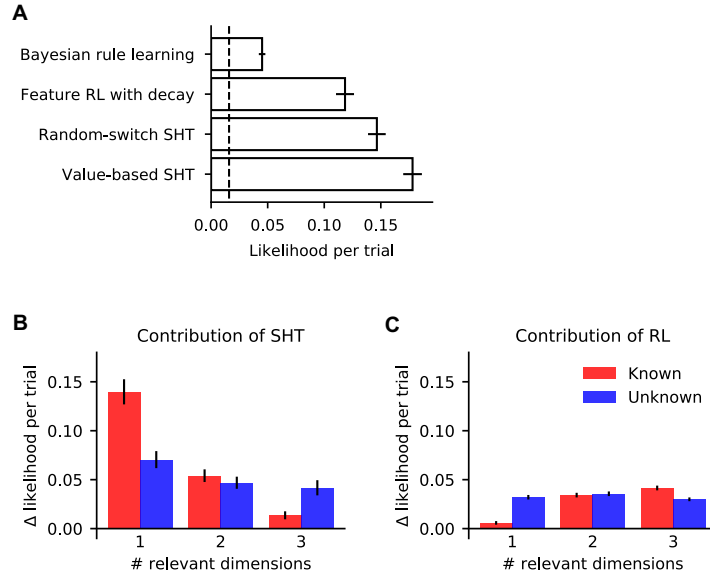 A
Bayesian rule learning
Feature RL with decay
Random-switch SHT
Value-based SHT
0.00 0.05 0.10 0.15
Likelihood per trial
B
Contribution of SHT
Δ likelihood per trial
0.15
0.10
0.05
0.00
1 2 3
# relevant dimensions
C
Contribution of RL
Known
Unknown
Δ likelihood per trial
0.15
0.10
0.05
0.00
1 2 3
# relevant dimensions